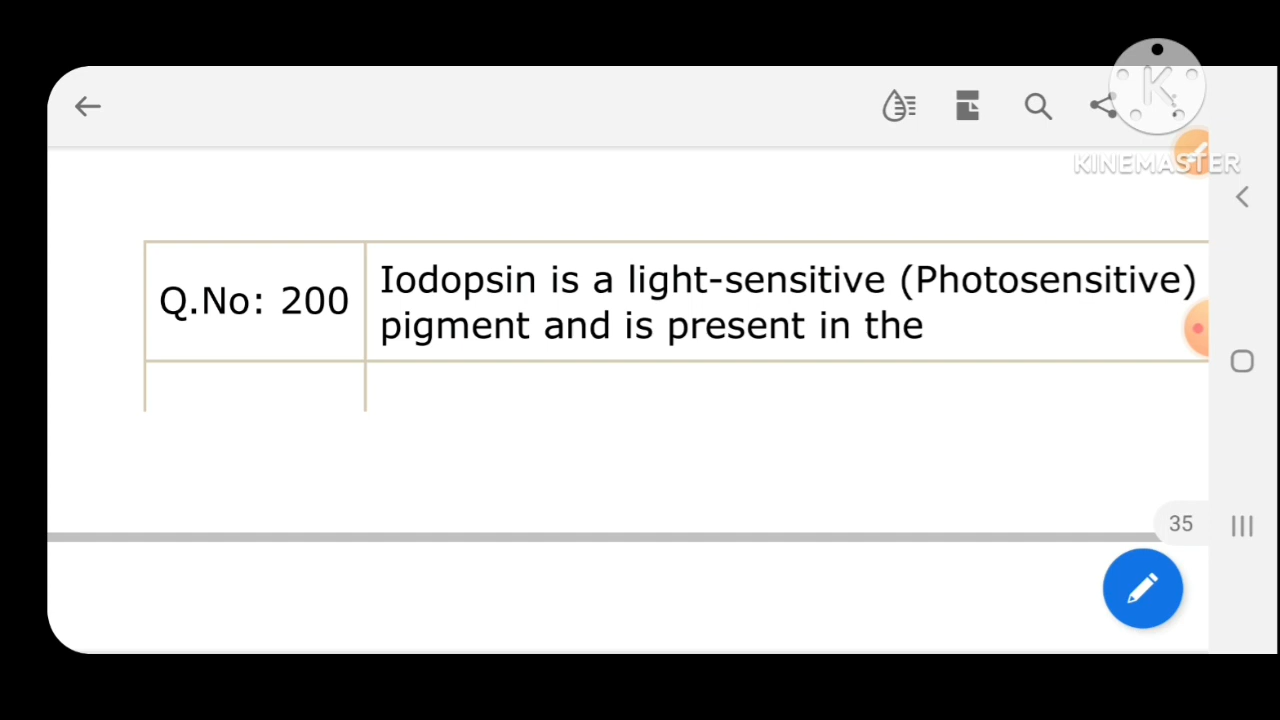 K
KINEMASTER
Q.No: 200
Iodopsin is a light-sensitive (Photosensitive)
pigment and is present in the
35